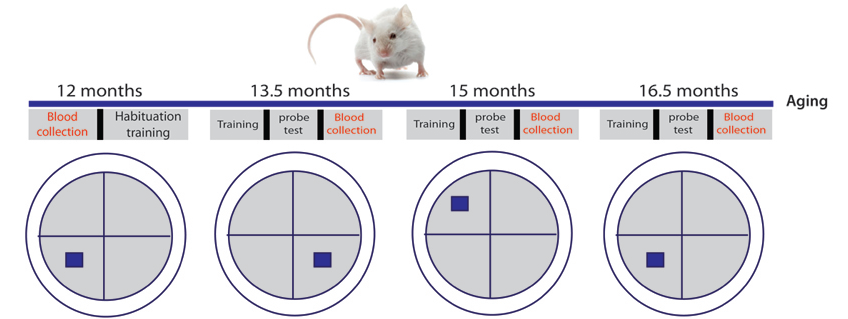 12 months
13.5 months
15 months
16.5 months
Aging
Blood
collection
Habituation
training
Training
probe
test
Blood
collection
Training
probe
test
Blood
collection
Training
probe
test
Blood
collection